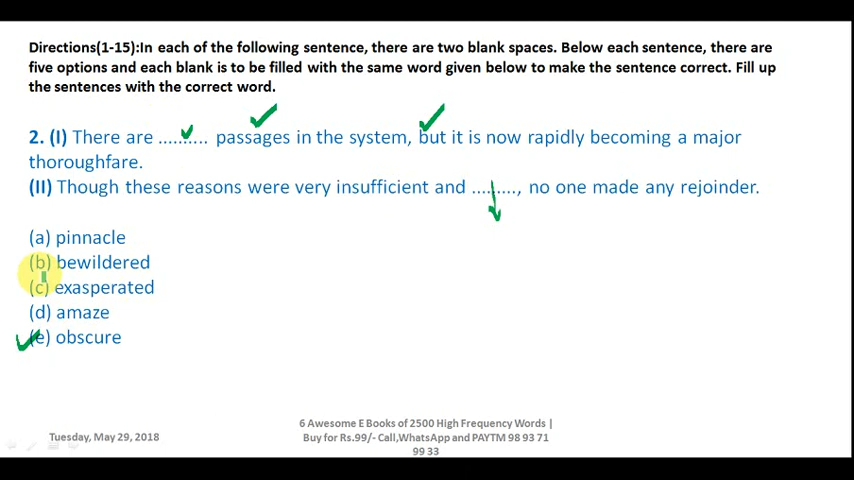 Directions(1-15):In each of the following sentence, there are two blank spaces. Below each sentence, there are
five options and each blank is to be filled with the same word given below to make the sentence correct. Fill up
the sentences with the correct word.
2. (I) There are .......... passages in the system, but it is now rapidly becoming a major
thoroughfare.
(II) Though these reasons were very insufficient and .........., no one made any rejoinder.
(a) pinnacle
(b) bewildered
(c) exasperated
(d) amaze
(e) obscure
Tuesday, May 29, 2018
6 Awesome E Books of 2500 High Frequency Words |
Buy for Rs.99/- Call,WhatsApp and PAYTM 98 93 71
99 33